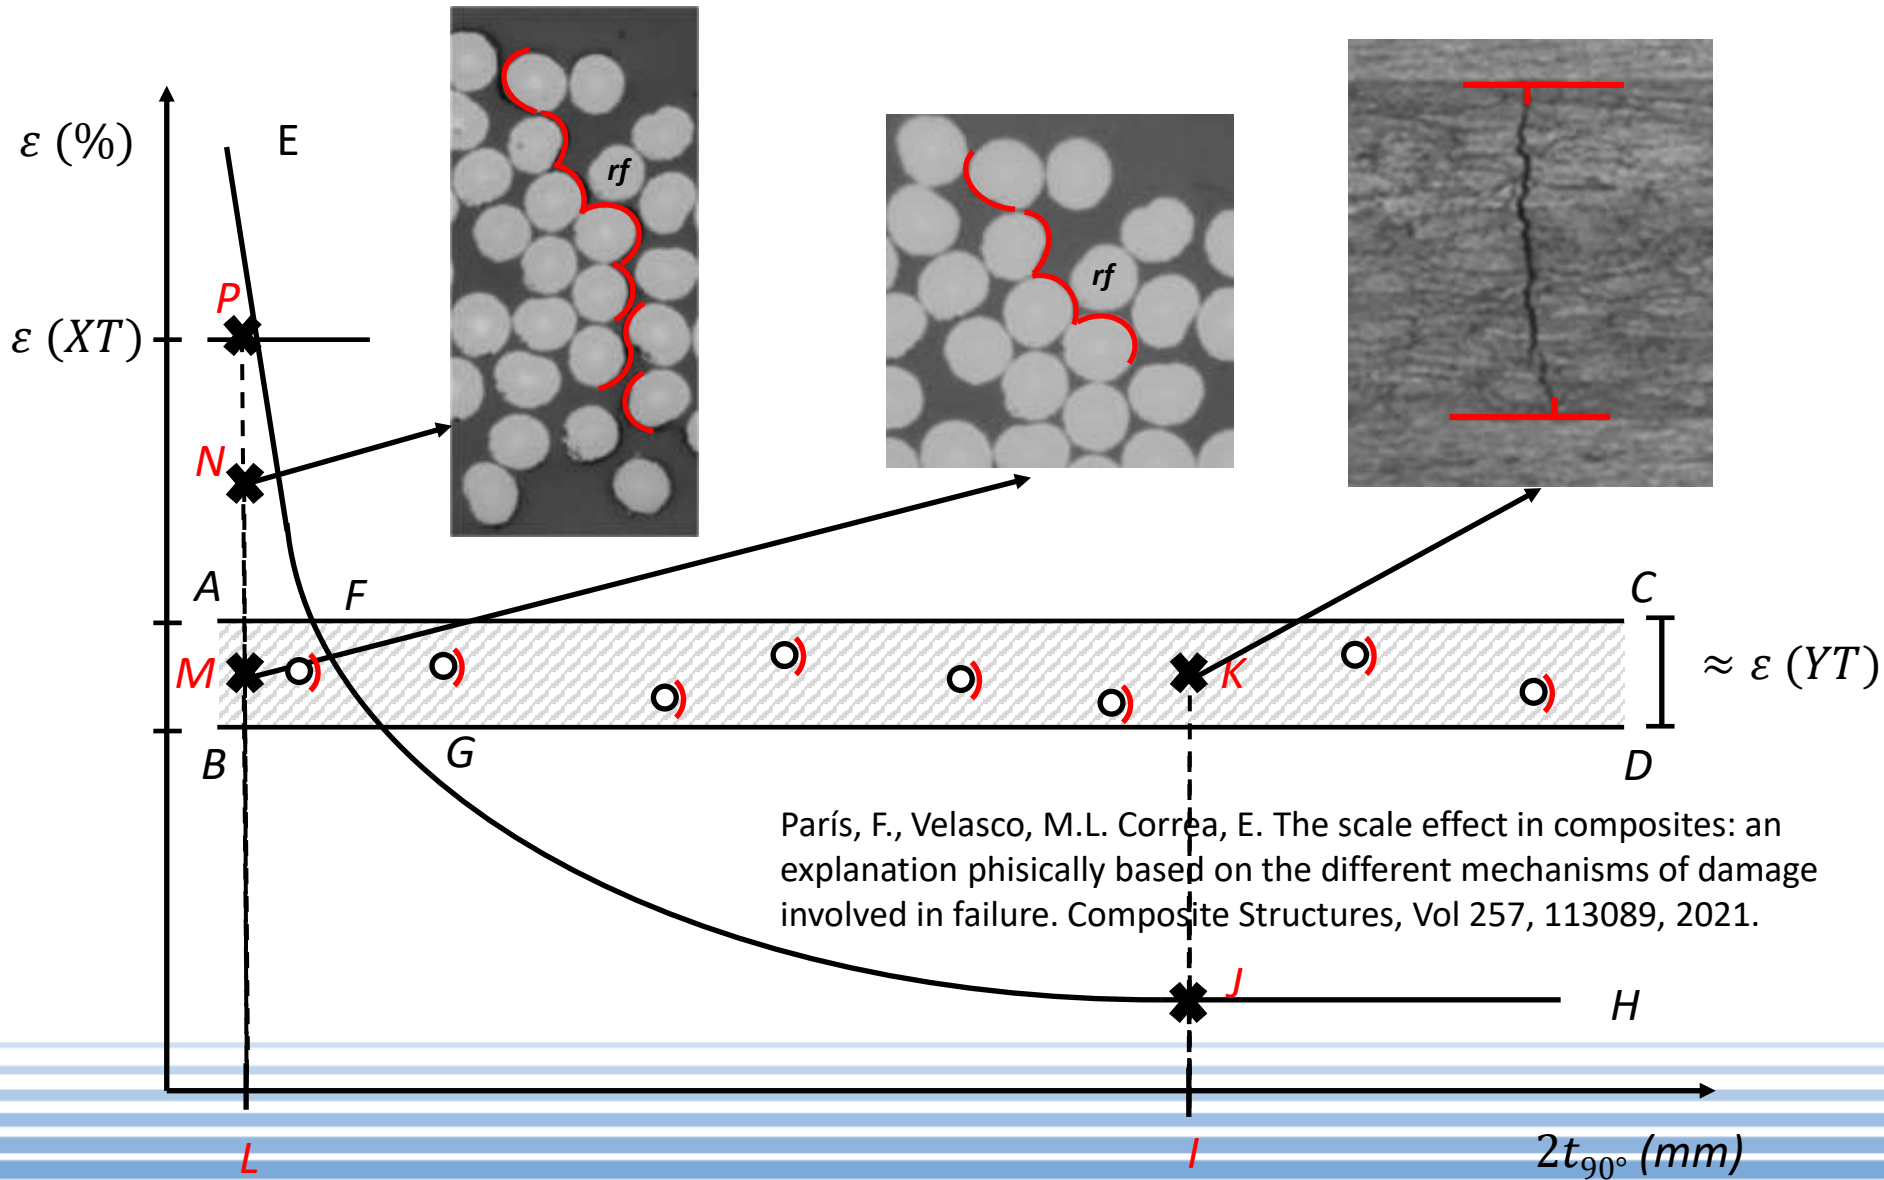 ε (%)
E
rf
rf
P
ε (XT)
N
A
F
C
M
K
≈ ε (YT)
B
G
D
París, F., Velasco, M.L. Correa, E. The scale effect in composites: an
explanation phisically based on the different mechanisms of damage
involved in failure. Composite Structures, Vol 257, 113089, 2021.
J
H
L
I
2t90° (mm)